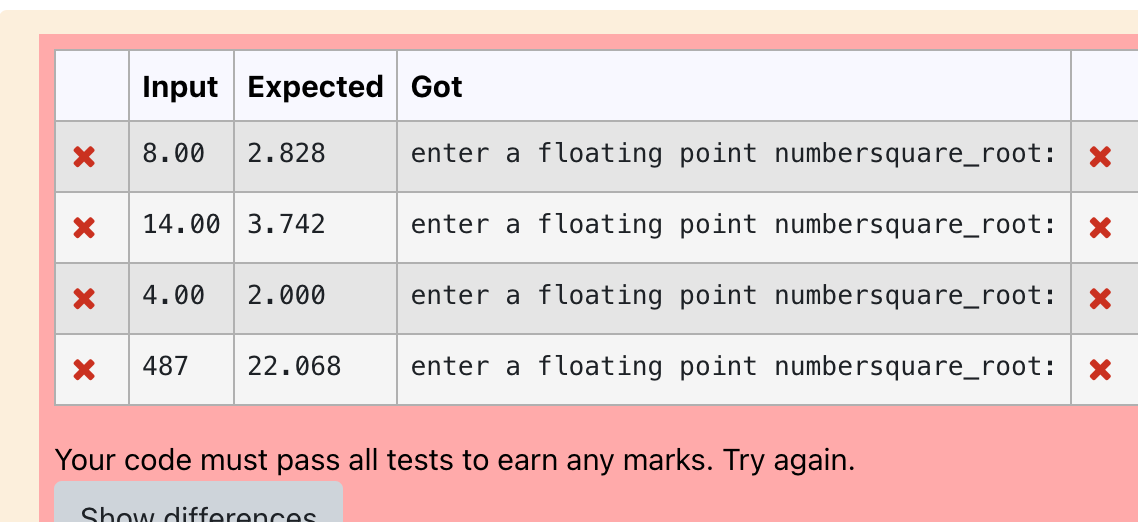 Input Expected Got
8.00 2.828 enter a floating point numbersquare_root:
14.00 3.742 enter a floating point numbersquare_root:
4.00 2.000 enter a floating point numbersquare_root:
487 22.068 enter a floating point numbersquare_root:
Your code must pass all tests to earn any marks. Try again.
Show differences